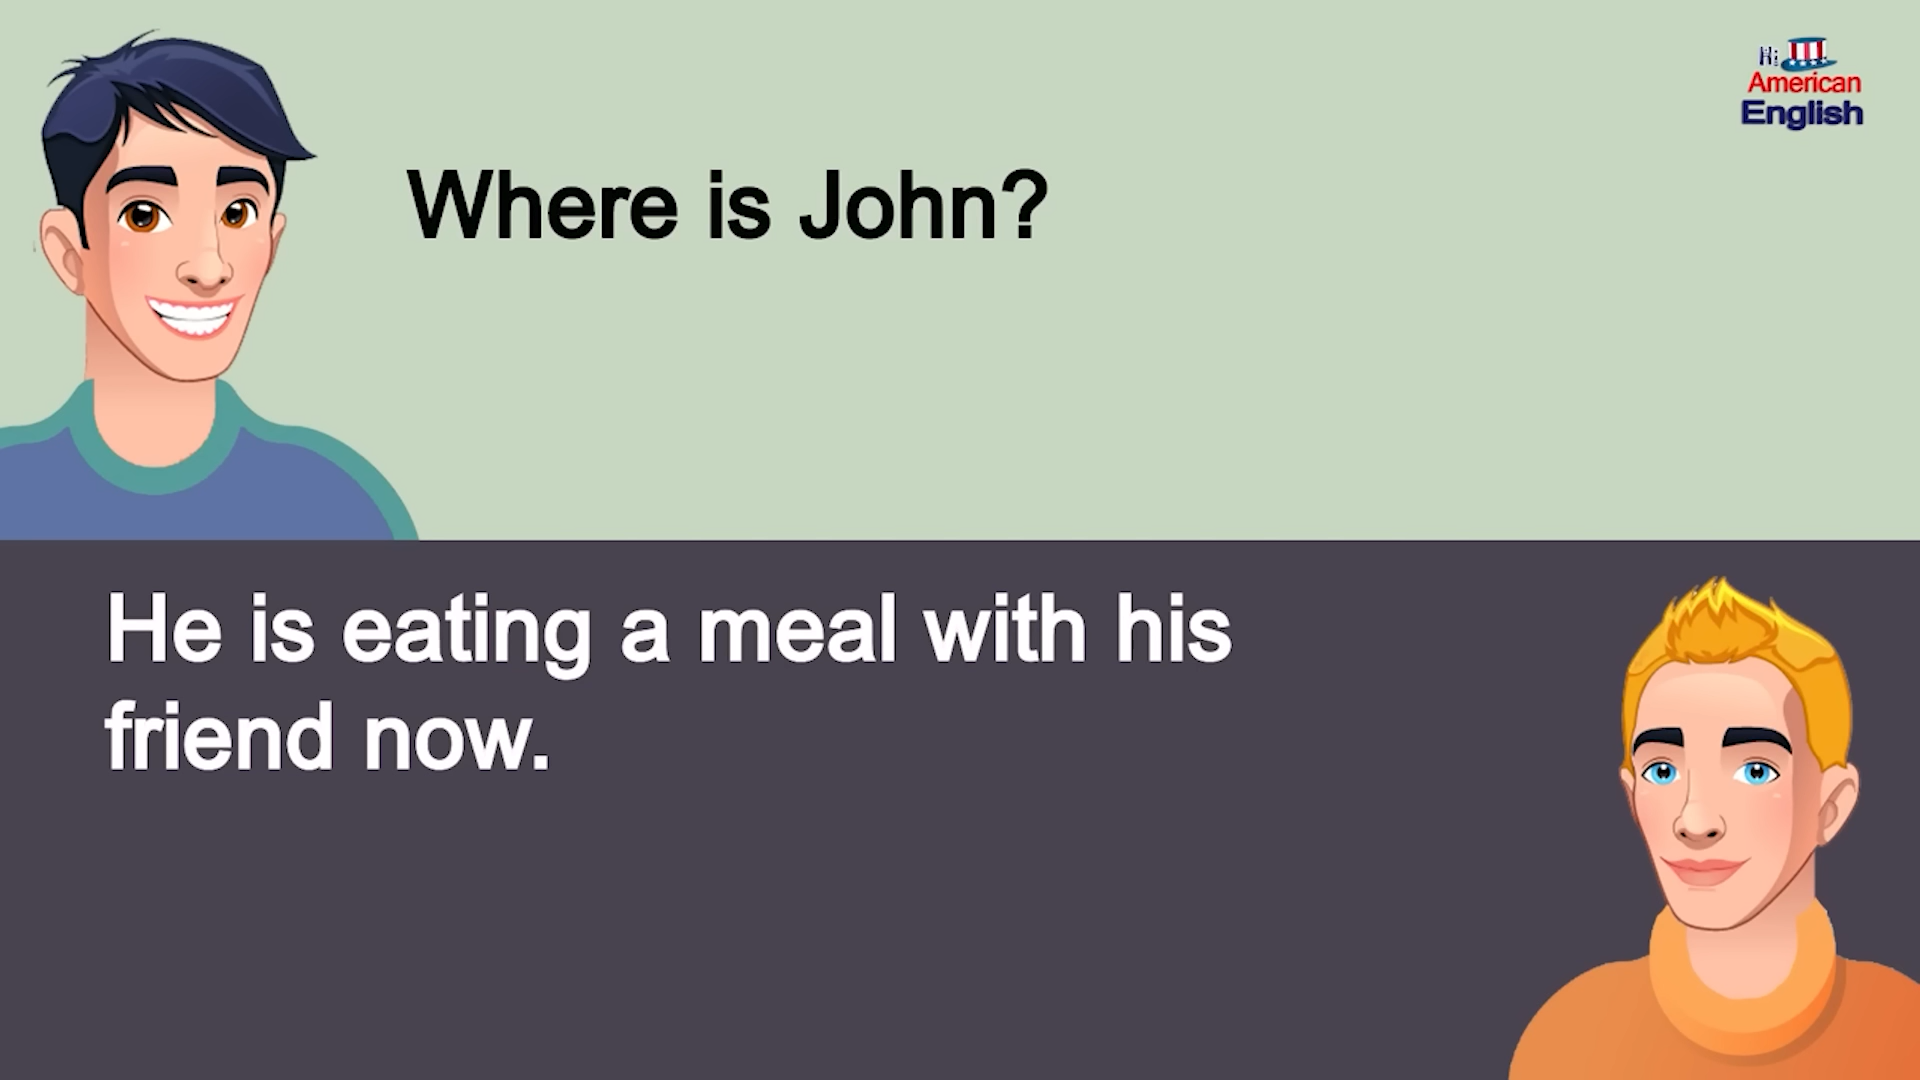 Hi
American
English
Where is John?
He is eating a meal with his
friend now.